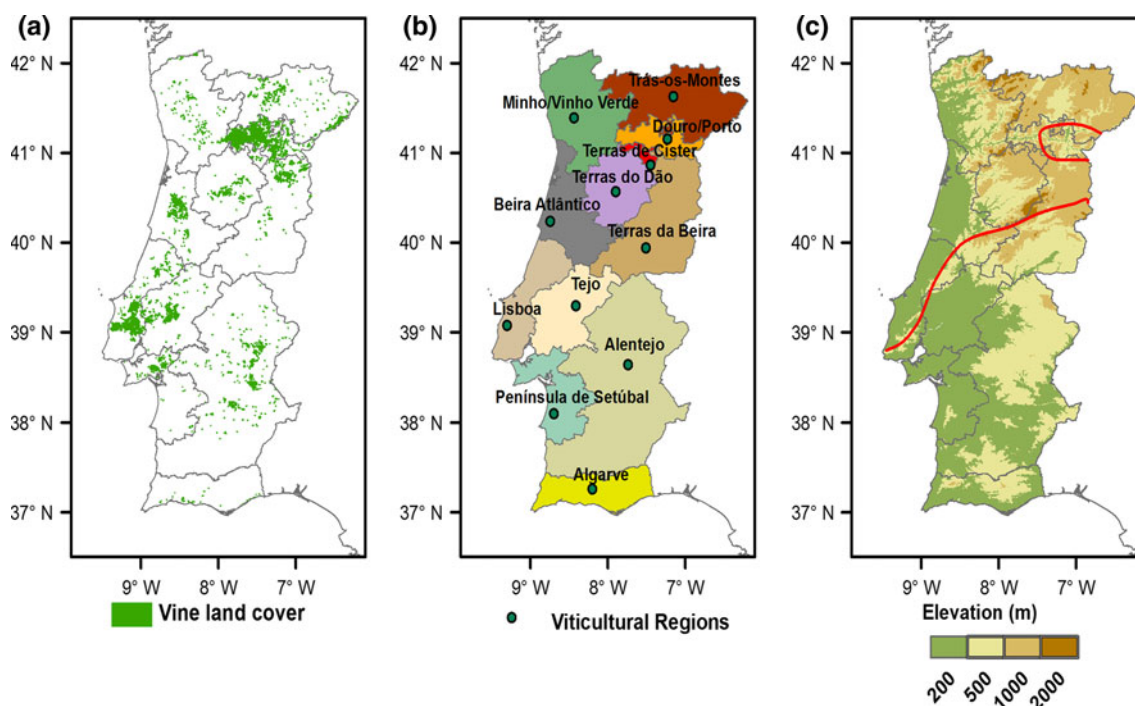 (a)
42° N
41° N
40° N
39° N
38° N
37° N
9° W
8° W
7° W
Vine land cover
(b)
42° N
41° N
40° N
39° N
38° N
37° N
Trás-os-Montes
Minho/Vinho Verde
Douro/Porto
Terras de Cister
Terras do Dão
Beira Atlântico
Terras da Beira
Tejo
Lisboa
Alentejo
Península de Setúbal
Algarve
9° W
8° W
7° W
Viticultural Regions
(c)
42° N
41° N
40° N
39° N
38° N
37° N
9° W
8° W
7° W
Elevation (m)
200
500
1000
2000